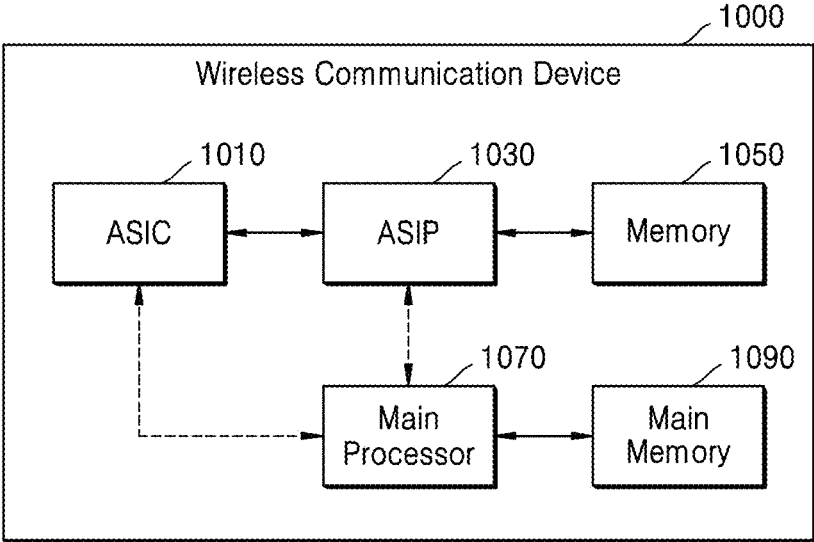 1000
Wireless Communication Device
1010
1030
1050
ASIC
ASIP
Memory
1070
1090
Main
Processor
Main
Memory